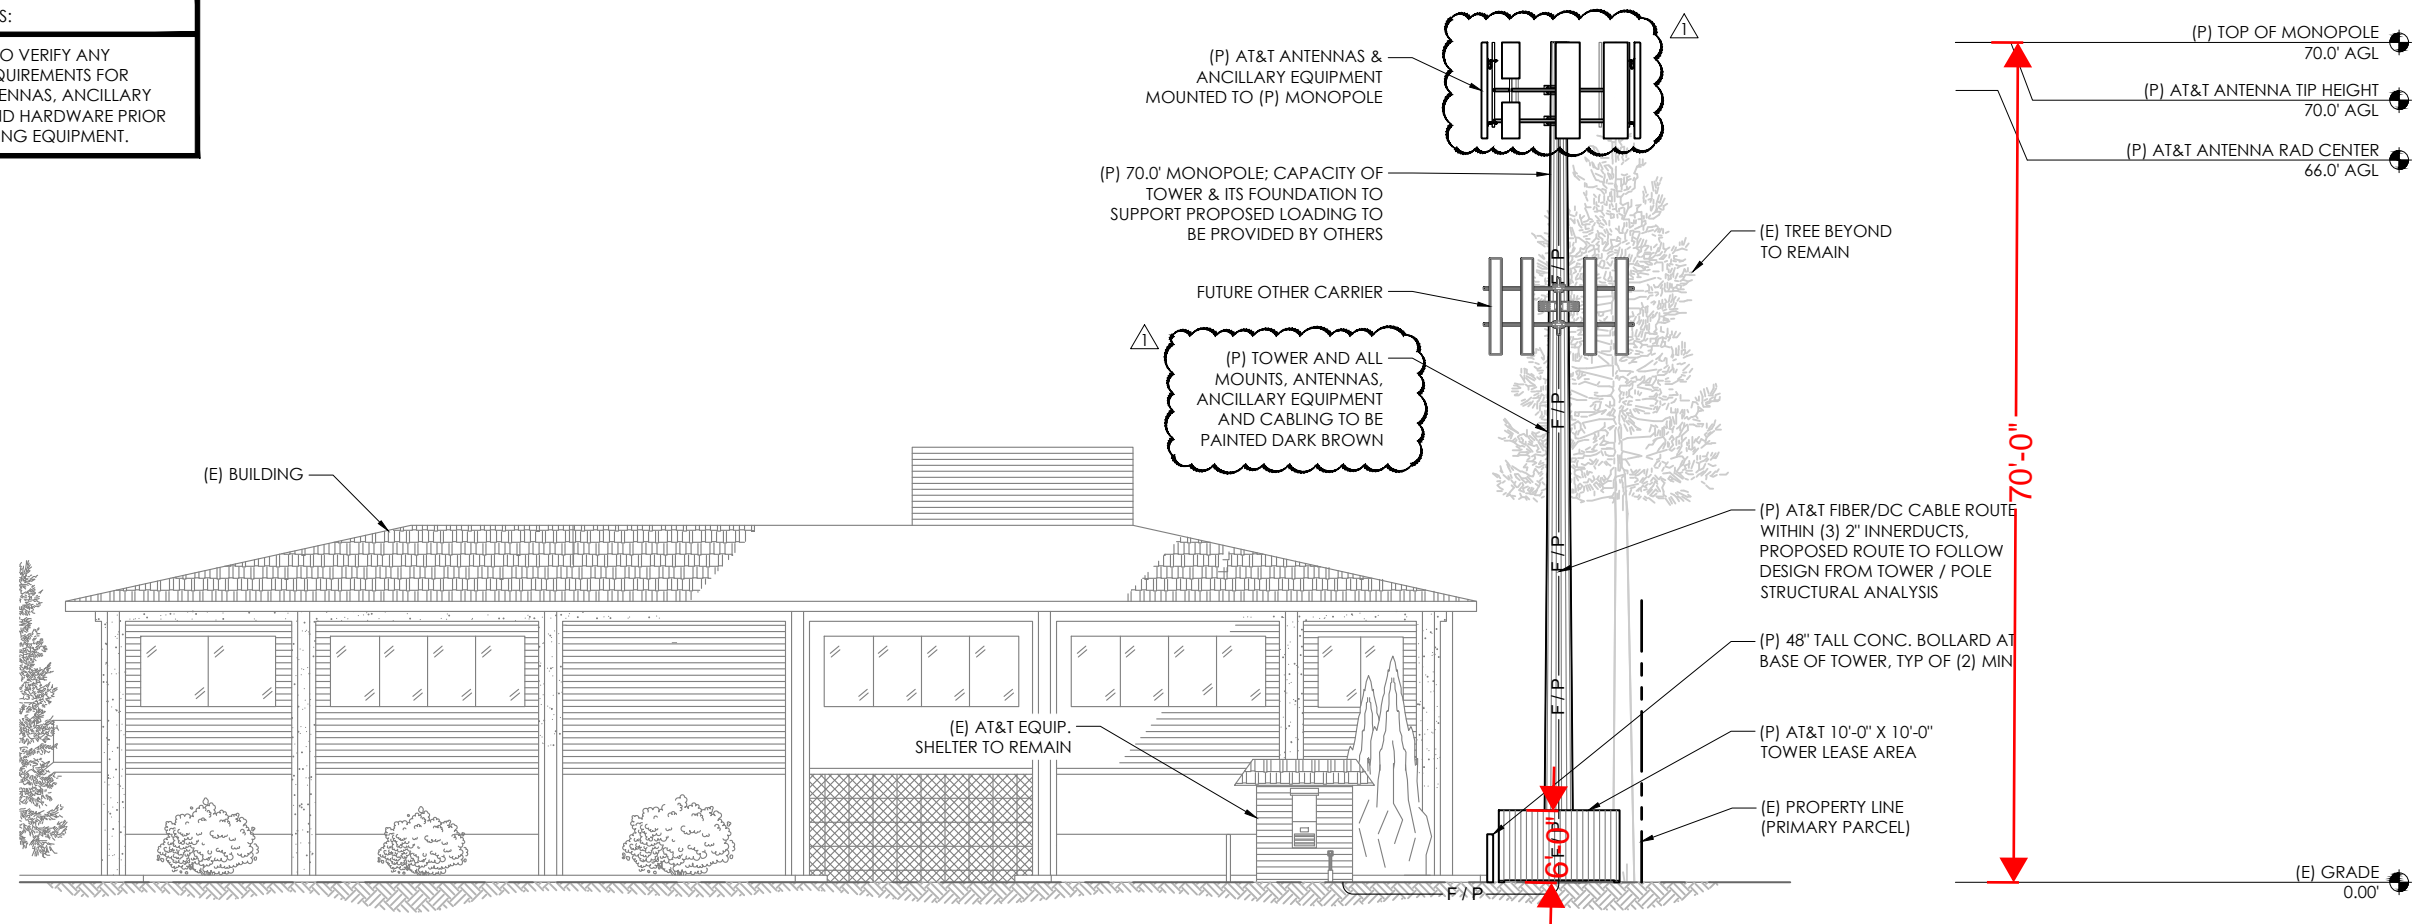 S:
O VERIFY ANY
QUIREMENTS FOR
ENNAS, ANCILLARY
ND HARDWARE PRIOR
NG EQUIPMENT.
(P) AT&T ANTENNAS &
ANCILLARY EQUIPMENT
MOUNTED TO (P) MONOPOLE
1
(P) TOP OF MONOPOLE
70.0' AGL
(P) AT&T ANTENNA TIP HEIGHT
70.0' AGL
(P) AT&T ANTENNA RAD CENTER
66.0' AGL
(P) 70.0' MONOPOLE; CAPACITY OF
TOWER & ITS FOUNDATION TO
SUPPORT PROPOSED LOADING TO
BE PROVIDED BY OTHERS
(E) TREE BEYOND
TO REMAIN
FUTURE OTHER CARRIER
1
(P) TOWER AND ALL
MOUNTS, ANTENNAS,
ANCILLARY EQUIPMENT
AND CABLING TO BE
PAINTED DARK BROWN
F / P
F / P
F / P
F / P
(E) BUILDING
70'-0"
(P) AT&T FIBER/DC CABLE ROUTE
WITHIN (3) 2" INNERDUCTS,
PROPOSED ROUTE TO FOLLOW
DESIGN FROM TOWER / POLE
STRUCTURAL ANALYSIS
(P) 48" TALL CONC. BOLLARD AT
BASE OF TOWER, TYP OF (2) MIN
(E) AT&T EQUIP.
SHELTER TO REMAIN
(P) AT&T 10'-0" X 10'-0"
TOWER LEASE AREA
(E) PROPERTY LINE
(PRIMARY PARCEL)
6'-0"
F / P
(E) GRADE
0.00'